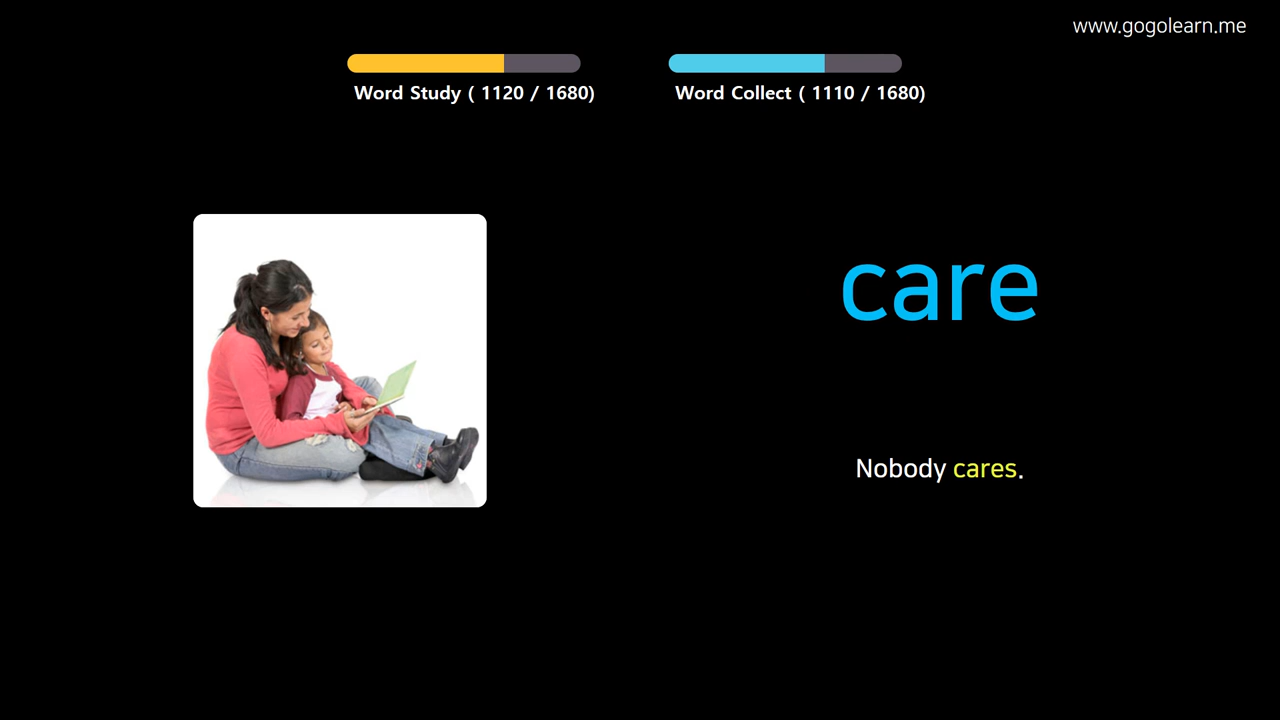 www.gogolearn.me
Word Study ( 1120 / 1680)
Word Collect ( 1110 / 1680)
care
Nobody cares.